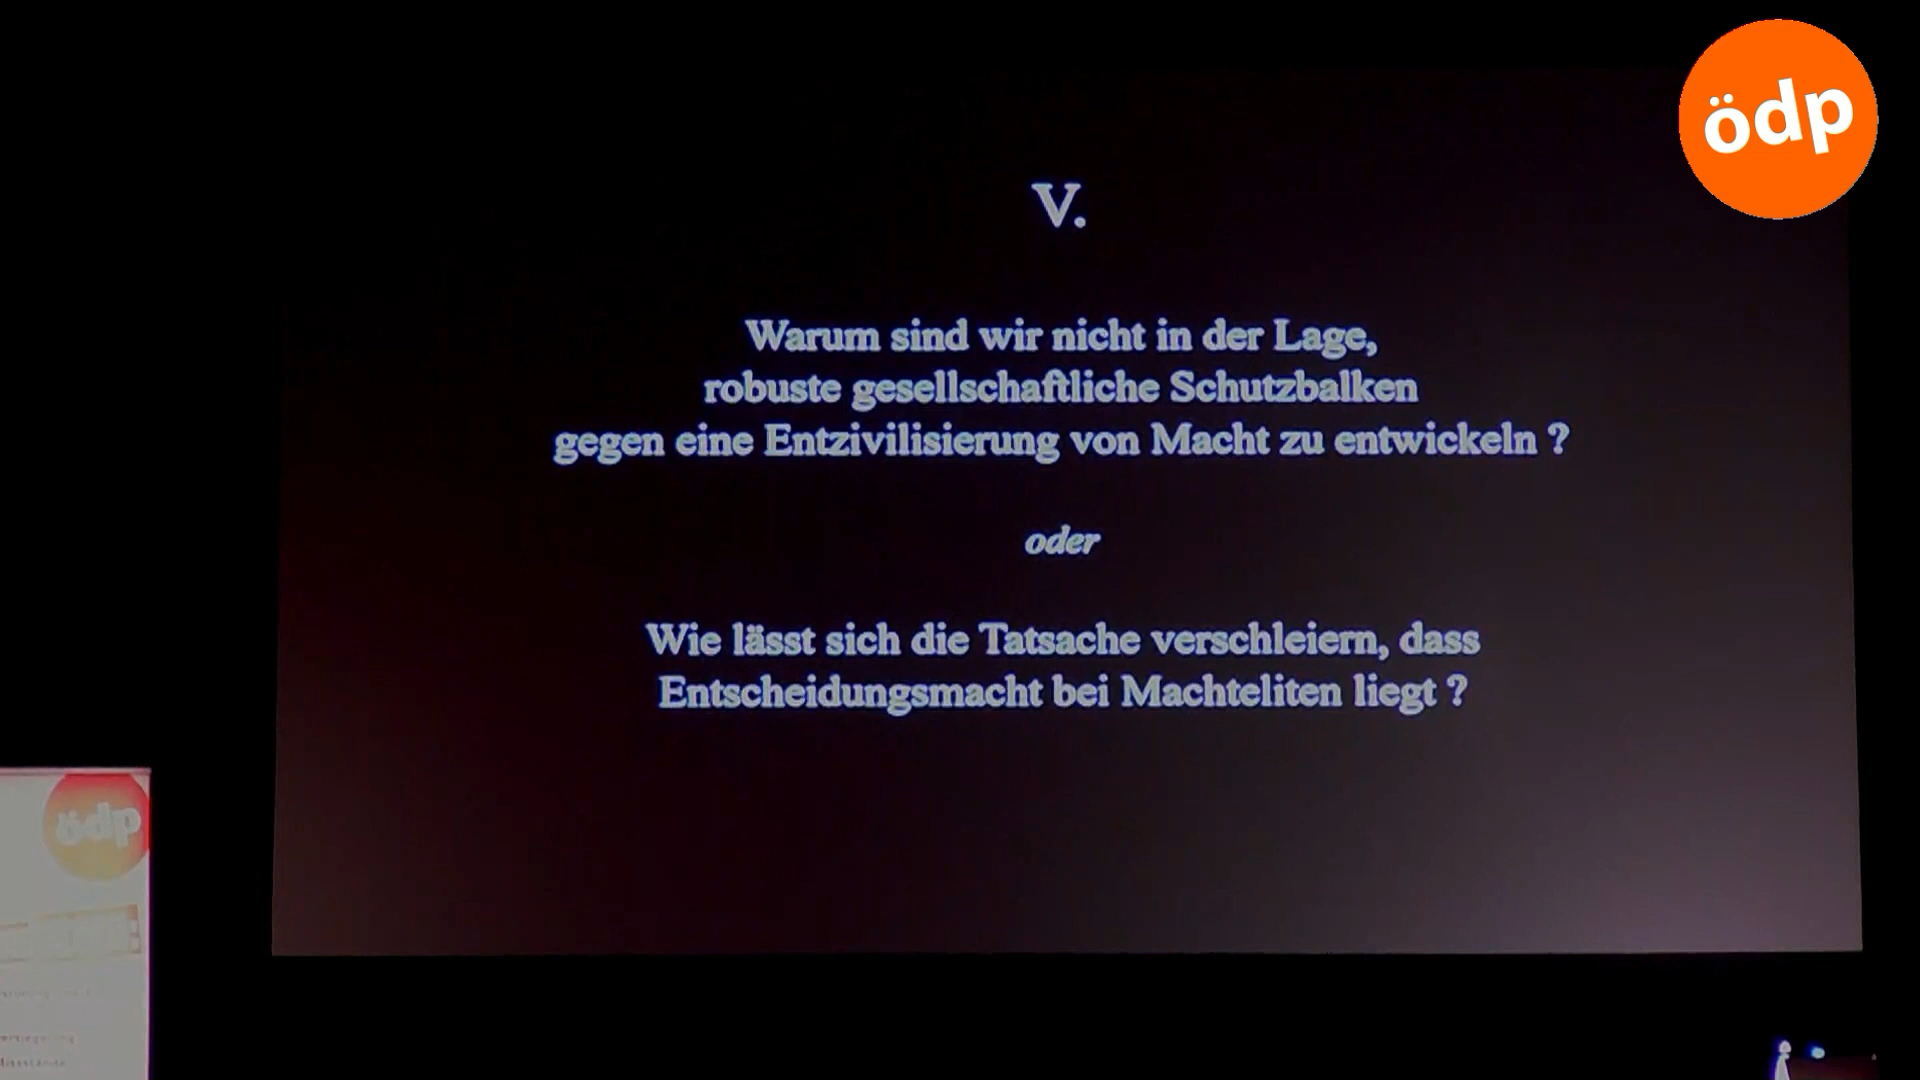 ödp
V.
Warum sind wir nicht in der Lage,
robuste gesellschaftliche Schutzbalken
gegen eine Entzivilisierung von Macht zu entwickeln ?
oder
Wie lässt sich die Tatsache verschleiern, dass
Entscheidungsmacht bei Machteliten liegt ?
ödp